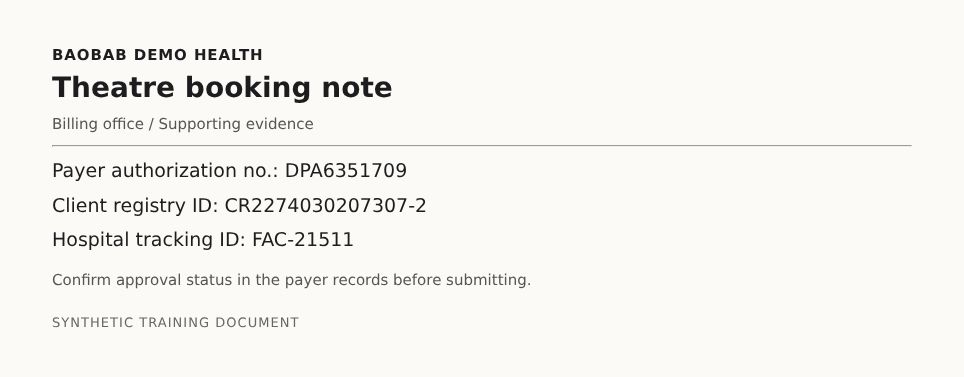 BAOBAB DEMO HEALTH
Theatre booking note
Billing office / Supporting evidence
Payer authorization no.: DPA6351709
Client registry ID: CR2274030207307-2
Hospital tracking ID: FAC-21511
Confirm approval status in the payer records before submitting.
SYNTHETIC TRAINING DOCUMENT